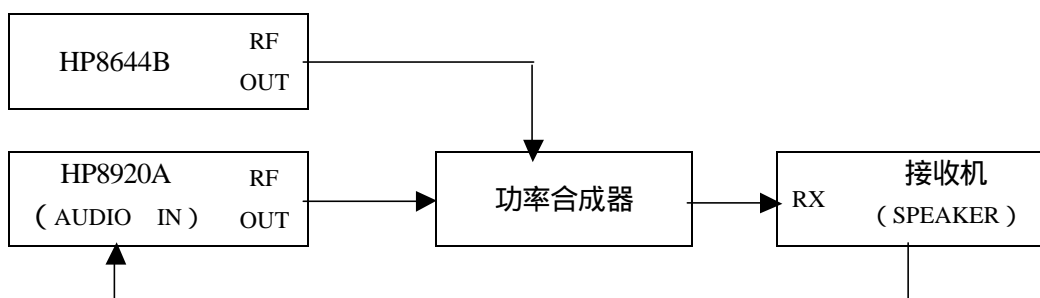 HP8644B
RF
OUT
HP8920A
（AUDIO IN）
RF
OUT
功率合成器
RX
接收机
（SPEAKER）